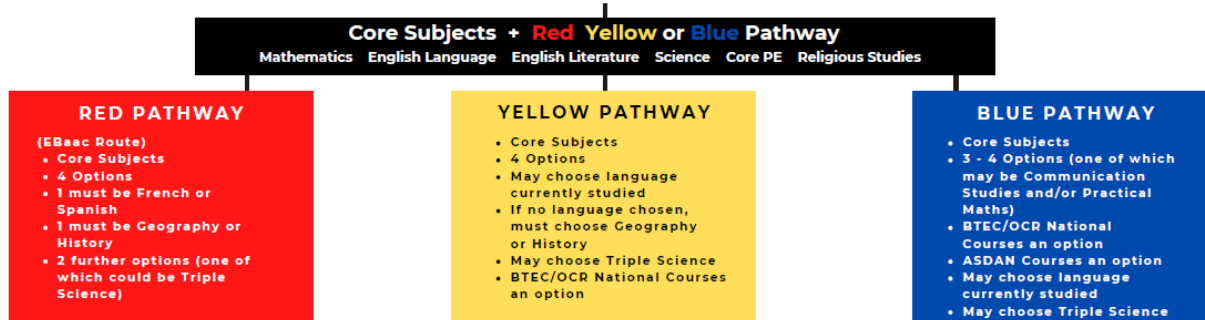 Core Subjects + Red Yellow or Blue Pathway
Mathematics English Language English Literature Science Core PE Religious Studies
RED PATHWAY
(EBaac Route)
• Core Subjects
• 4 Options
• 1 must be French or
Spanish
• 1 must be Geography or
History
• 2 further options (one of
which could be Triple
Science)
YELLOW PATHWAY
• Core Subjects
• 4 Options
• May choose language
currently studied
• If no language chosen,
must choose Geography
or History
• May choose Triple Science
• BTEC/OCR National Courses
an option
BLUE PATHWAY
• Core Subjects
• 3 - 4 Options (one of which
may be Communication
Studies and/or Practical
Maths)
• BTEC/OCR National
Courses an option
• ASDAN Courses an option
• May choose language
currently studied
• May choose Triple Science